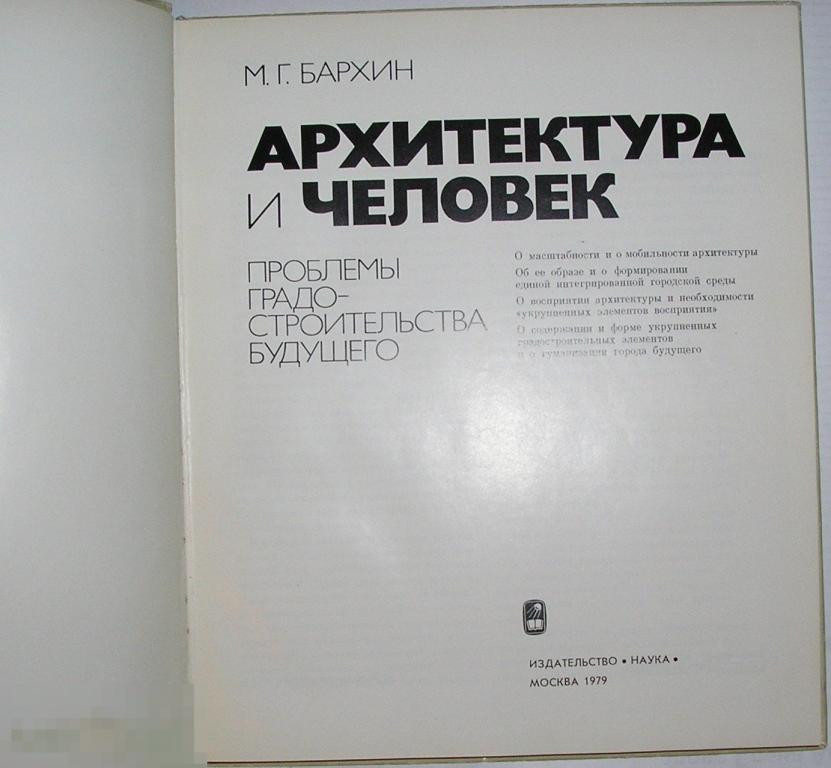 М. Г. БАРХИН
АРХИТЕКТУРА
И ЧЕЛОВЕК
ПРОБЛЕМЫ
ГРАДО-
СТРОИТЕЛЬСТВА
БУДУЩЕГО
О масштабности и о мобильности архитектуры
Об ее образе и о формировании
единой интегрированной городской среды
О восприятии архитектуры и необходимости
«укрупненных элементов восприятия»
О содержании и форме укрупненных
градостроительных элементов
и о гуманизации города будущего
ИЗДАТЕЛЬСТВО • НАУКА •
МОСКВА 1979